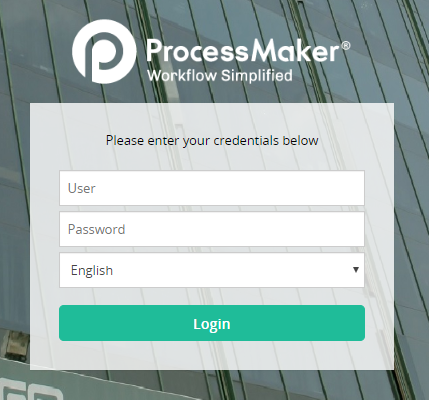 ProcessMaker®
Workflow Simplified
Please enter your credentials below
User
Password
English
Login